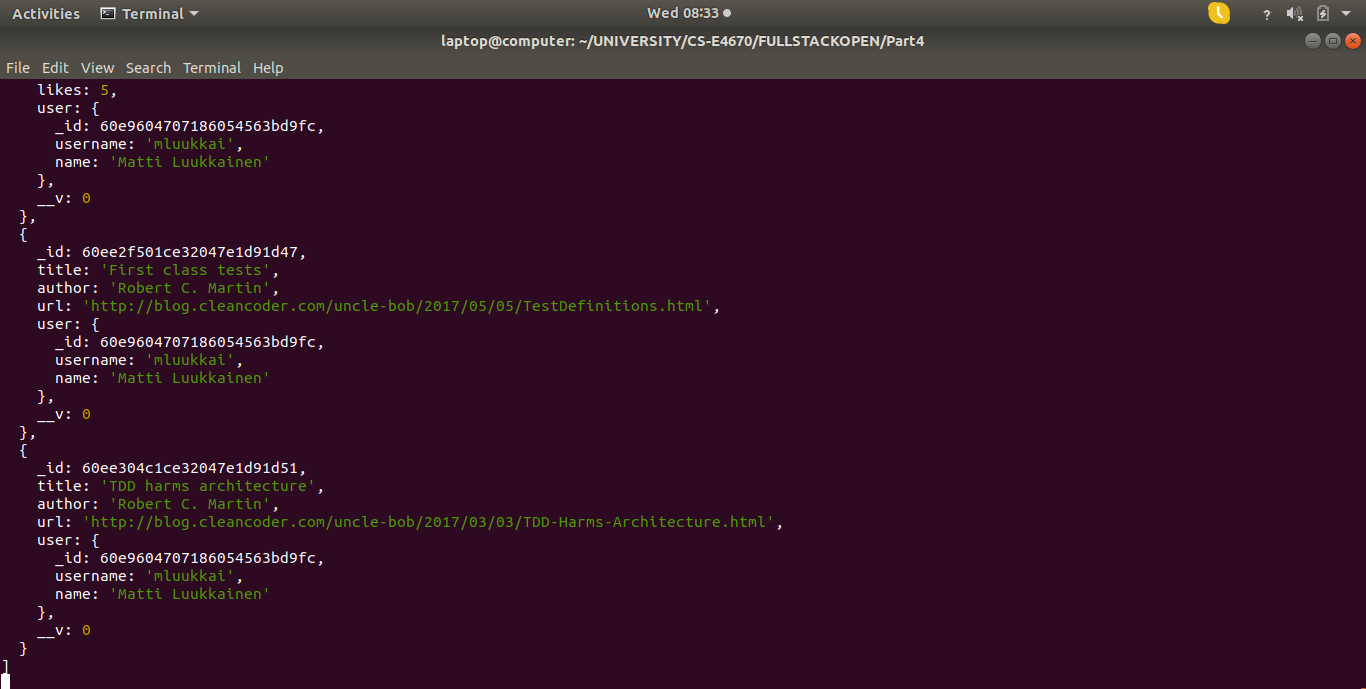 Activities Terminal Wed 08:33
laptop@computer: ~/UNIVERSITY/CS-E4670/FULLSTACKOPEN/Part4
File Edit View Search Terminal Help
likes: 5,
user: {
_id: 60e9604707186054563bd9fc,
username: 'mluukkai',
name: 'Matti Luukkainen'
},
__v: 0
},
{
_id: 60ee2f501ce32047e1d91d47,
title: 'First class tests',
author: 'Robert C. Martin',
url: 'http://blog.cleancoder.com/uncle-bob/2017/05/05/TestDefinitions.html',
user: {
_id: 60e9604707186054563bd9fc,
username: 'mluukkai',
name: 'Matti Luukkainen'
},
__v: 0
},
{
_id: 60ee304c1ce32047e1d91d51,
title: 'TDD harms architecture',
author: 'Robert C. Martin',
url: 'http://blog.cleancoder.com/uncle-bob/2017/03/03/TDD-Harms-Architecture.html',
user: {
_id: 60e9604707186054563bd9fc,
username: 'mluukkai',
name: 'Matti Luukkainen'
},
__v: 0
}
]